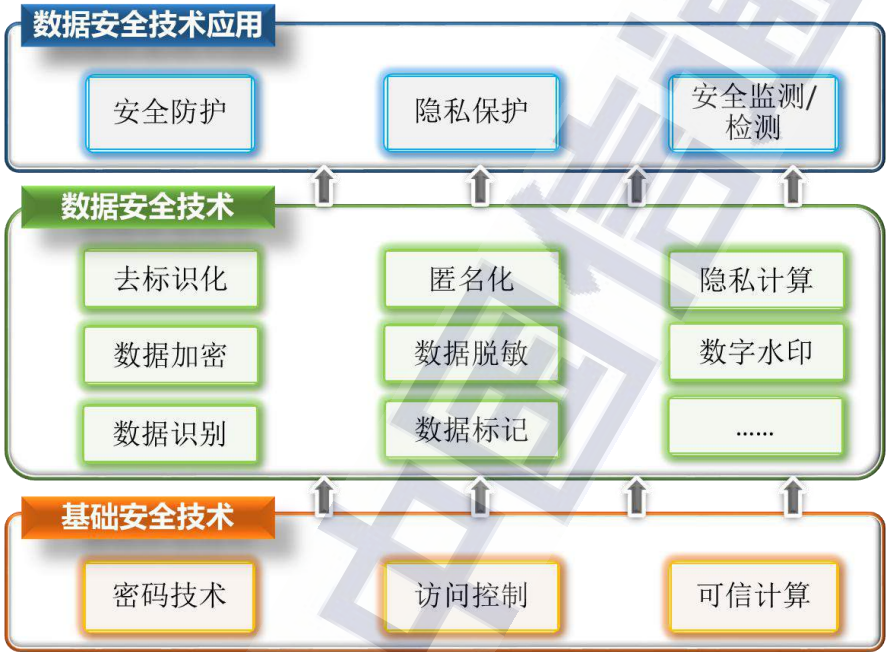 数据安全技术应用
安全防护
隐私保护
安全监测/
检测
数据安全技术
去标识化
匿名化
隐私计算
数据加密
数据脱敏
数字水印
数据识别
数据标记
......
基础安全技术
密码技术
访问控制
可信计算
中国信通